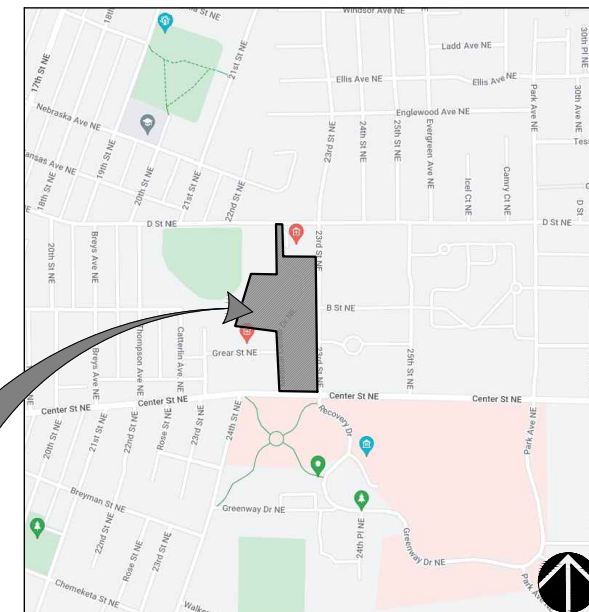 Windsor Ave NE
18th
St NE
Ladd Ave NE
30th Pl NE
17th St NE
21st St NE
Ellis Ave NE
Ellis Ave NE
Park Ave NE
30th Ave NE
Nebraska Ave NE
Englewood Ave NE
23rd St NE
24th St NE
25th St NE
Evergreen Ave NE
19th St NE
20th St NE
21st St NE
22nd St NE
18th St NE
Icel Ct NE
Camry Ct NE
D St
D St NE
D St NE
20th St NE
Breys Ave NE
23rd St NE
B St NE
Thompson Ave NE
Catterlin Ave. NE
Grear St NE
Breys Ave NE
23rd St NE
25th St NE
Center St NE
Center St NE
Center St NE
Center St NE
20th St NE
21st St NE
22nd St NE
Rose St NE
23rd St NE
24th St NE
Recovery Dr
Park Ave NE
Breyman St NE
Greenway Dr NE
24th Pl NE
Greenway Dr NE
22nd St NE
Rose St NE
23rd St NE
Chemeketa St NE